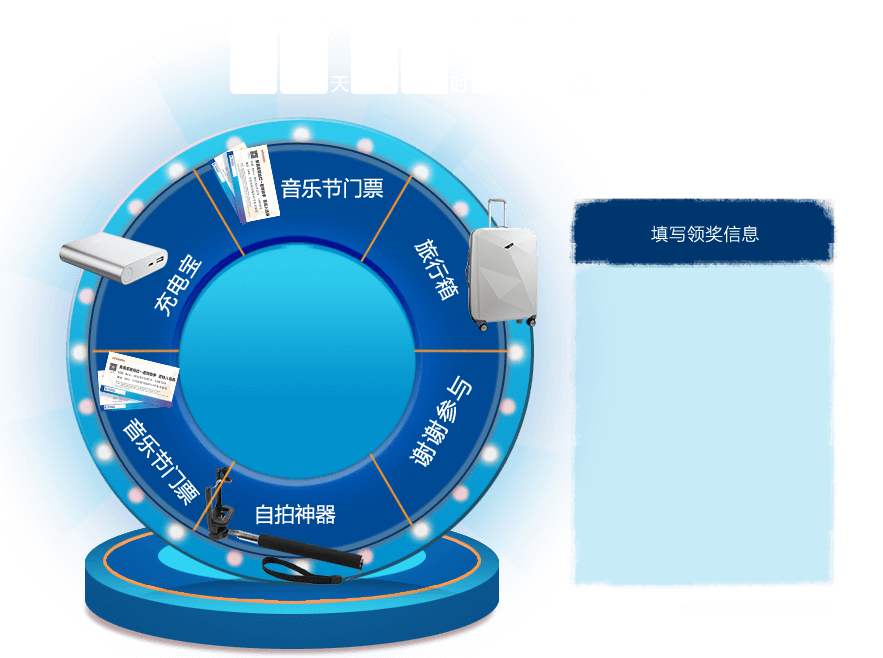 天 时
音乐节门票
旅行箱
填写领奖信息
充电宝
谢谢参与
音乐节门票
自拍神器